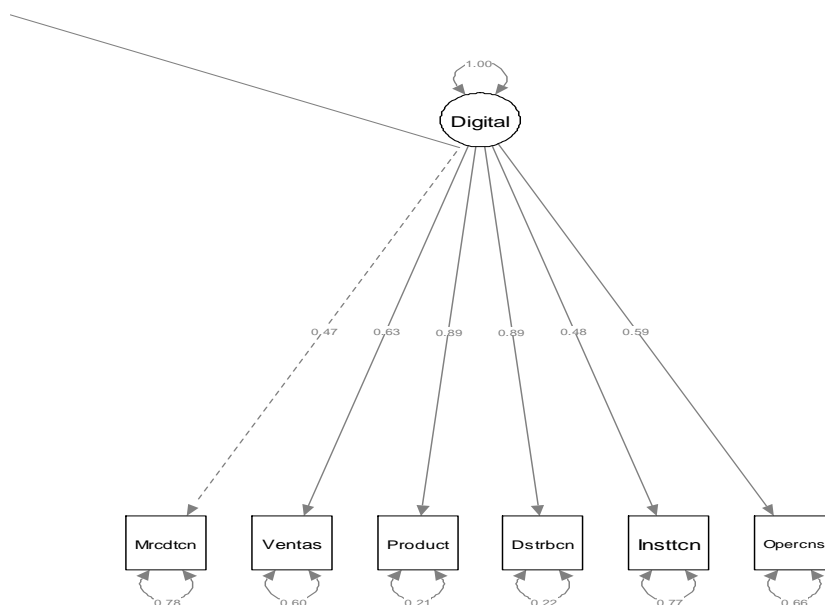 1.00
Digital
0.47 0.63 0.89 0.89 0.48 0.59
Mrcdtcn Ventas Product Dstrbcn Insttcn Opercns
0.78 0.60 0.21 0.22 0.77 0.66